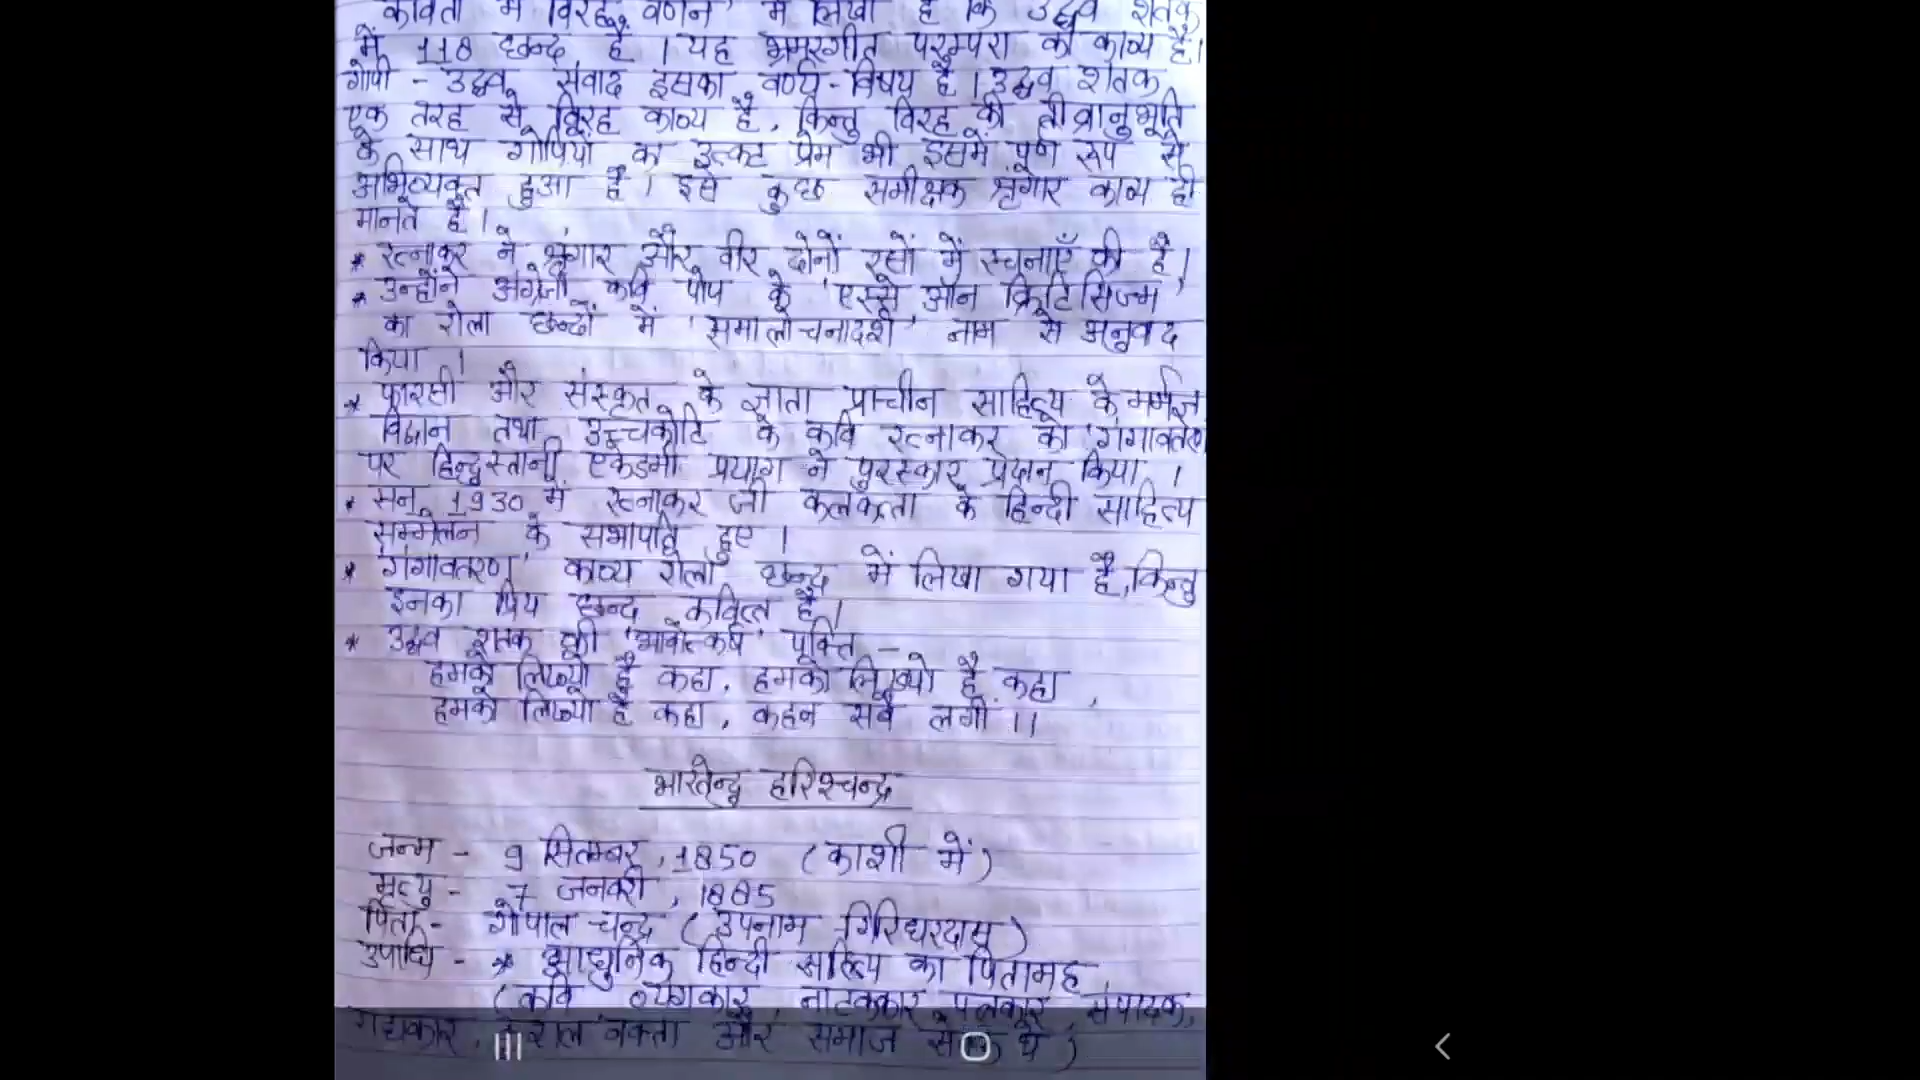 कविता में विरह वर्णन' में लिखा है कि उद्धव शतक
में 118 छन्द हैं । यह भ्रमरगीत परम्परा का काव्य है।
गोपी - उद्धव संवाद इसका वर्ण्य-विषय है । उद्धव शतक
एक तरह से विरह काव्य है, किन्तु विरह की तीव्रानुभूति
के साथ गोपियों का उत्कट प्रेम भी इसमें पूर्ण रूप से
अभिव्यक्त हुआ है । इसे कुछ समीक्षक श्रृंगार काव्य ही
मानते हैं ।
* रत्नाकर ने श्रृंगार और वीर दोनों रसों में रचनाएँ की है।
* उन्होंने अंग्रेजी कवि पोप के 'एस्से ऑन क्रिटिसिज्म'
का रोला छन्दों में 'समालोचनादर्श' नाम से अनुवाद
किया ।
* फारसी और संस्कृत के ज्ञाता प्राचीन साहित्य के मर्मज्ञ
विद्वान तथा उच्चकोटि के कवि रत्नाकर को 'गंगावतरण
पर हिन्दुस्तानी एकेडमी प्रयाग ने पुरस्कार प्रदान किया ।
* सन् 1930 में रत्नाकर जी कलकत्ता के हिन्दी साहित्य
सम्मेलन के सभापति हुए ।
* गंगावतरण' काव्य रोला छन्द में लिखा गया है, किन्तु
इनका प्रिय छन्द कवित्त है ।
* उद्धव शतक की 'भावोत्कर्ष' पंक्ति -
हमको लिख्यो है कहा, हमको लिख्यो है कहा,
हमको लिख्यो है कहा, कहन सबै लगी ।।
भारतेन्दु हरिश्चन्द्र
जन्म - 9 सितम्बर, 1850 (काशी में)
मृत्यु - 7 जनवरी, 1885
पिता - गोपाल चन्द्र (उपनाम गिरिधरदास)
उपाधि - * आधुनिक हिन्दी साहित्य का पितामह
(कवि व्यंगकार, नाटककार, पत्रकार, संपादक,
गद्यकार, वक्ता और समाज थे)